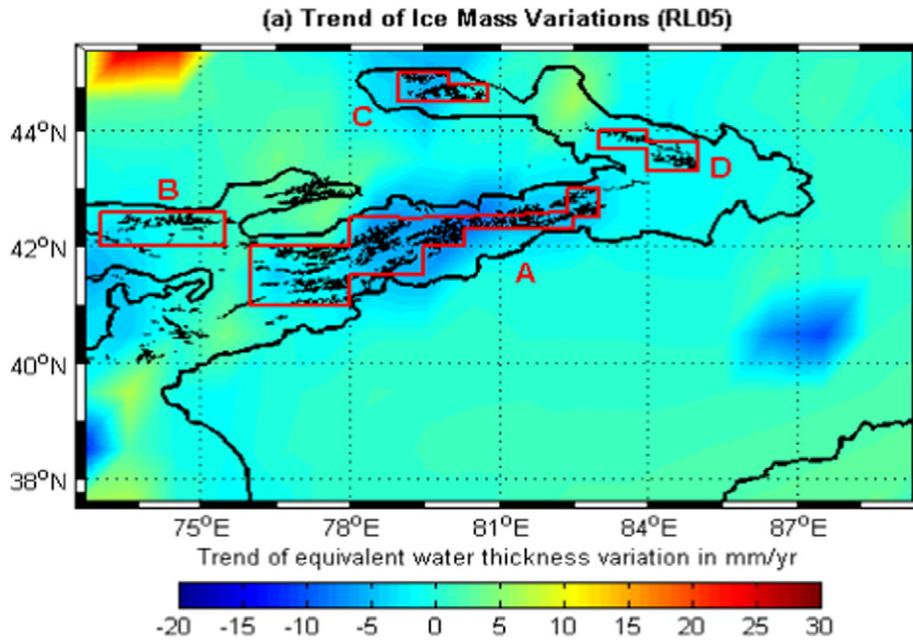 (a) Trend of Ice Mass Variations (RL05)
C
B
D
A
44°N
42°N
40°N
38°N
75°E 78°E 81°E 84°E 87°E
Trend of equivalent water thickness variation in mm/yr
-20 -15 -10 -5 0 5 10 15 20 25 30